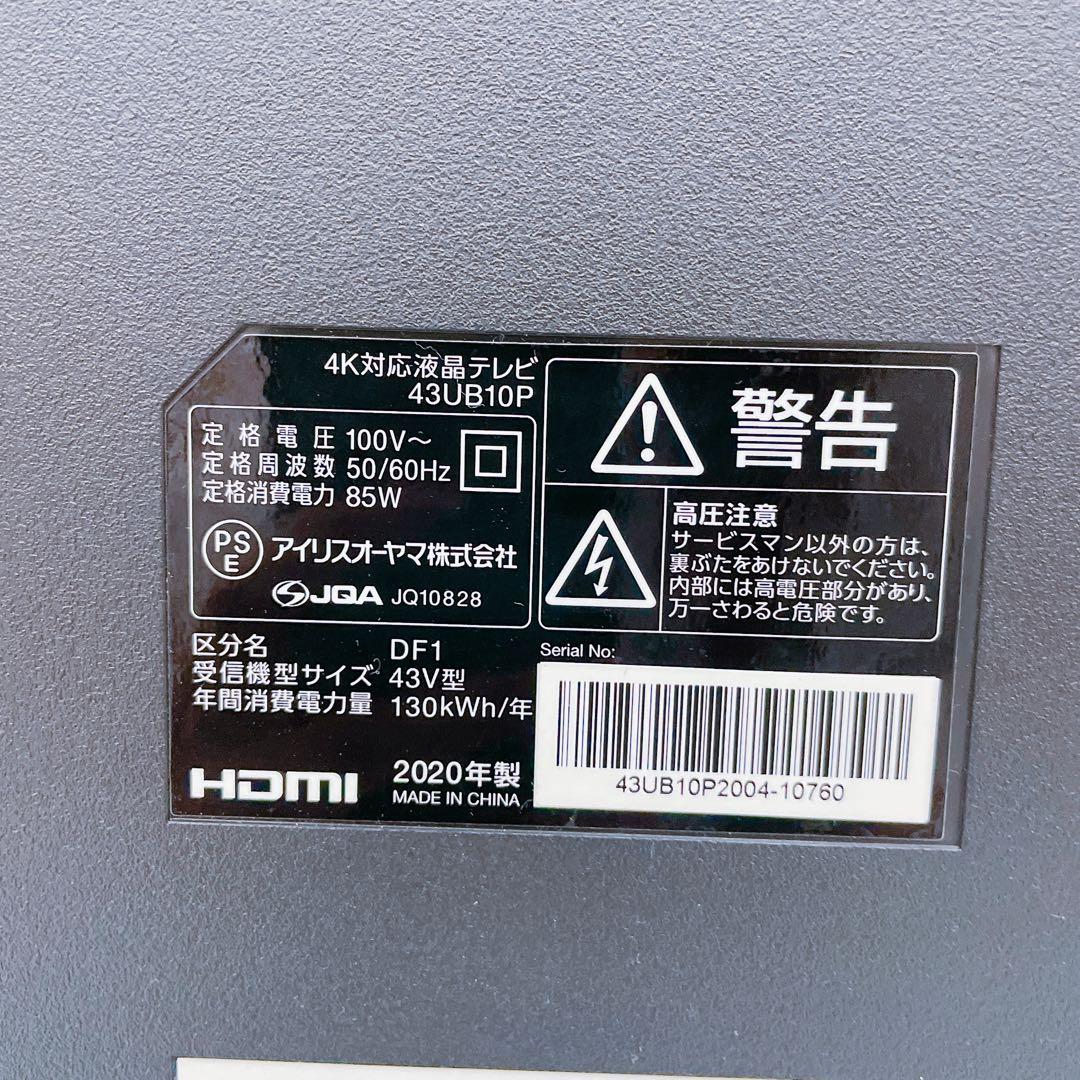 4K対応液晶テレビ
43UB10P
定格電圧 100V～
定格周波数 50/60Hz
定格消費電力 85W
PS
E
アイリスオーヤマ株式会社
JQA JQ10828
区分名 DF1
受信機型サイズ 43V型
年間消費電力量 130kWh/年
HDMI
2020年製
MADE IN CHINA
警告
高圧注意
サービスマン以外の方は、
裏ぶたをあけないでください。
内部には高電圧部分があり、
万一さわると危険です。
Serial No:
43UB10P2004-10760